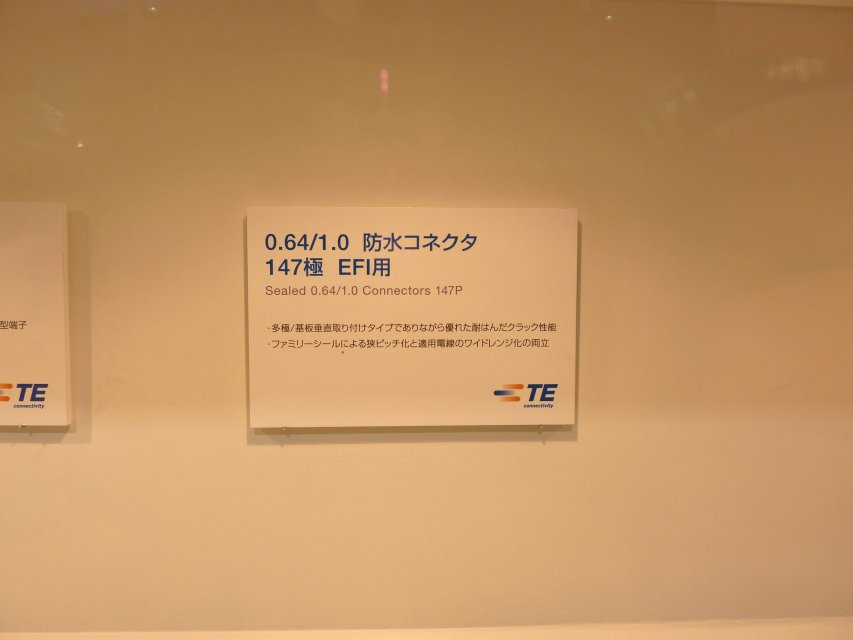 0.64/1.0 防水コネクタ
147極 EFI用
Sealed 0.64/1.0 Connectors 147P
・多極/基板垂直取り付けタイプでありながら優れた耐はんだクラック性能
・ファミリーシールによる狭ピッチ化と適用電線のワイドレンジ化の両立
TE
connectivity
型端子
TE
connectivity